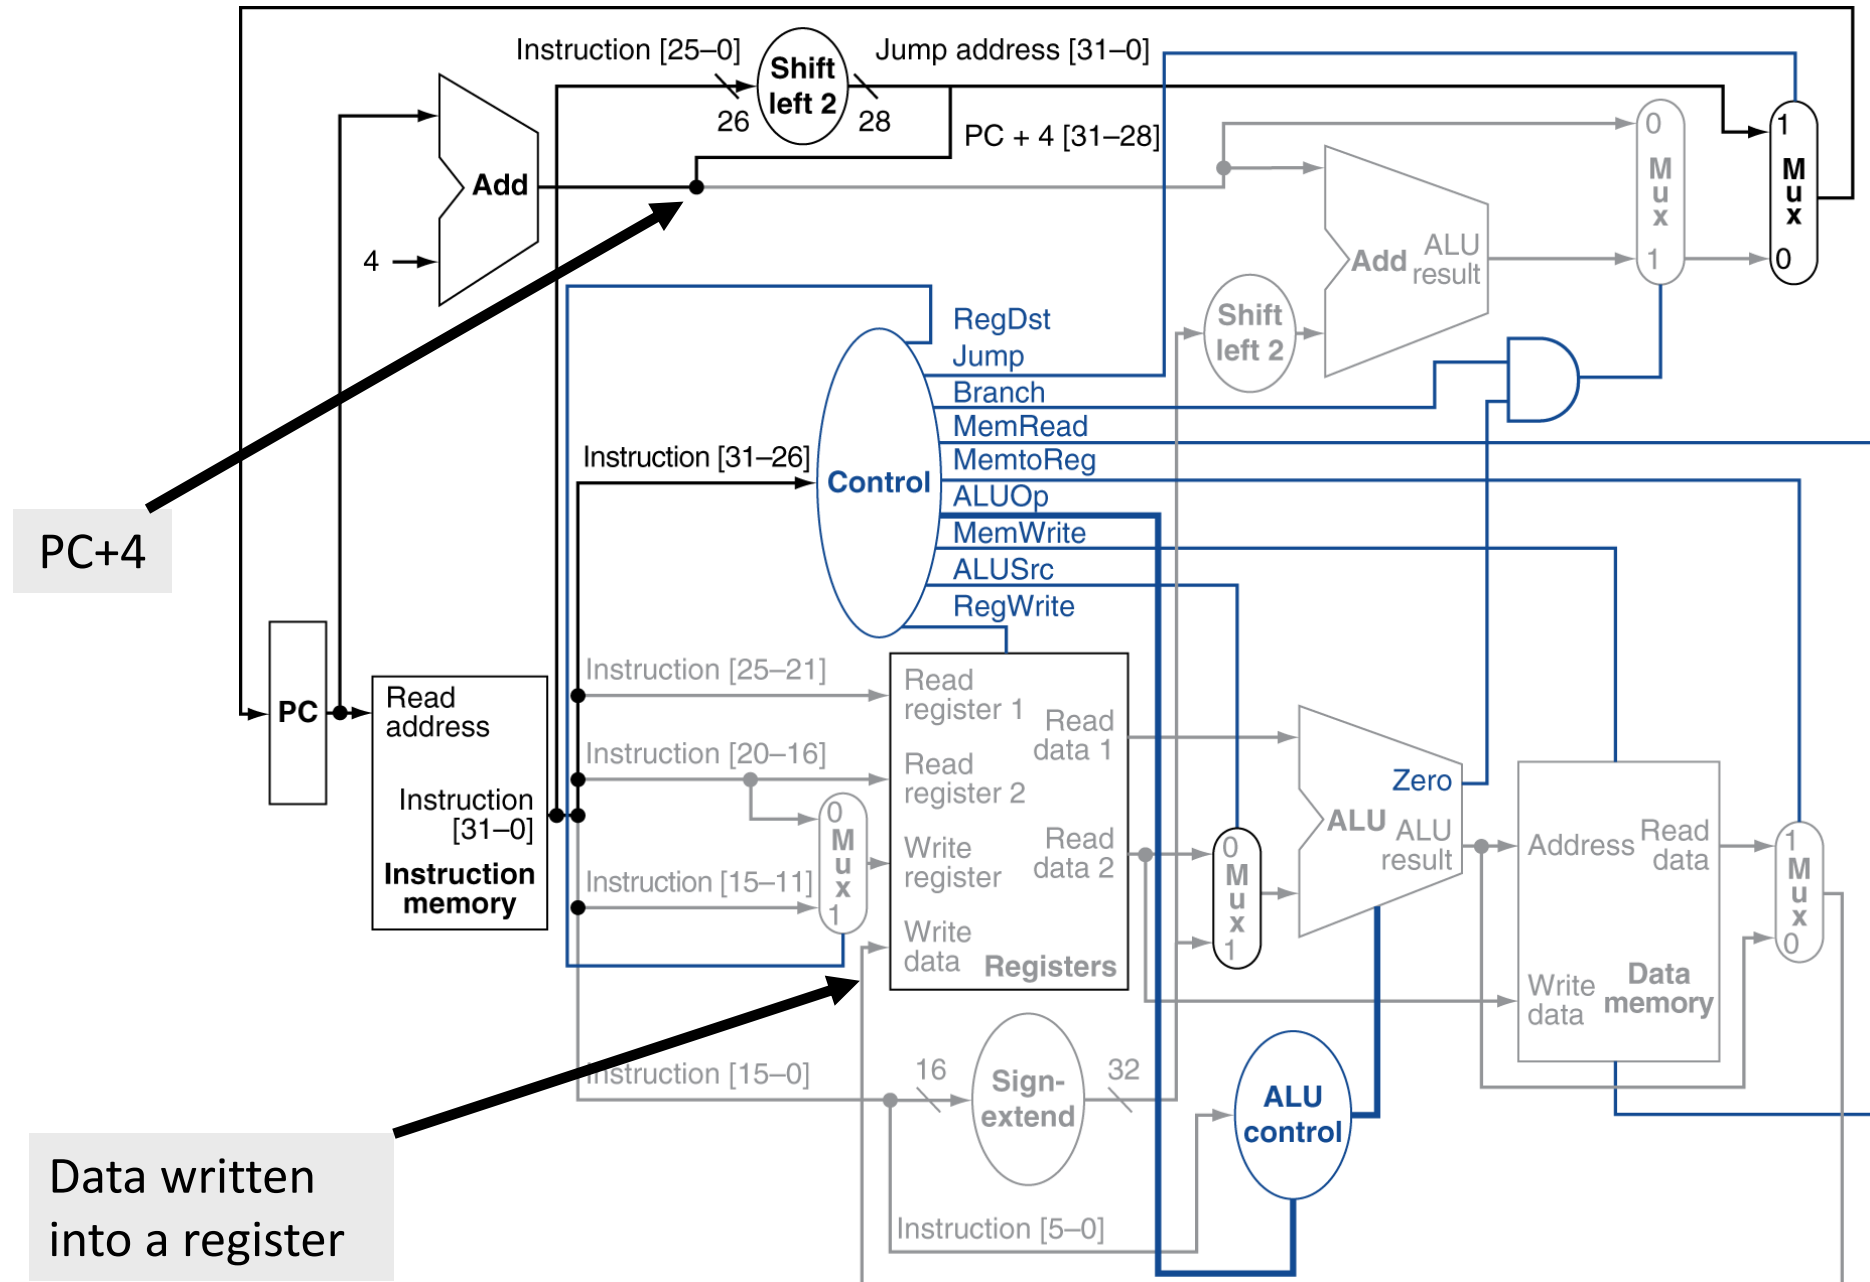 Instruction [25–0]
Shift
left 2
Jump address [31–0]
26
28
PC + 4 [31–28]
Add
4
0
M
u
x
1
1
M
u
x
0
Add
ALU
result
Shift
left 2
RegDst
Jump
Branch
MemRead
MemtoReg
ALUOp
MemWrite
ALUSrc
RegWrite
Instruction [31–26]
Control
PC+4
PC
Read
address
Instruction
[31–0]
Instruction
memory
Instruction [25–21]
Instruction [20–16]
Instruction [15–11]
0
M
u
x
1
Read
register 1
Read
register 2
Write
register
Write
data
Read
data 1
Read
data 2
Registers
0
M
u
x
1
Zero
ALU
ALU
result
Address
Read
data
Write
data
Data
memory
1
M
u
x
0
Instruction [15–0]
16
Sign-
extend
32
ALU
control
Instruction [5–0]
Data written
into a register